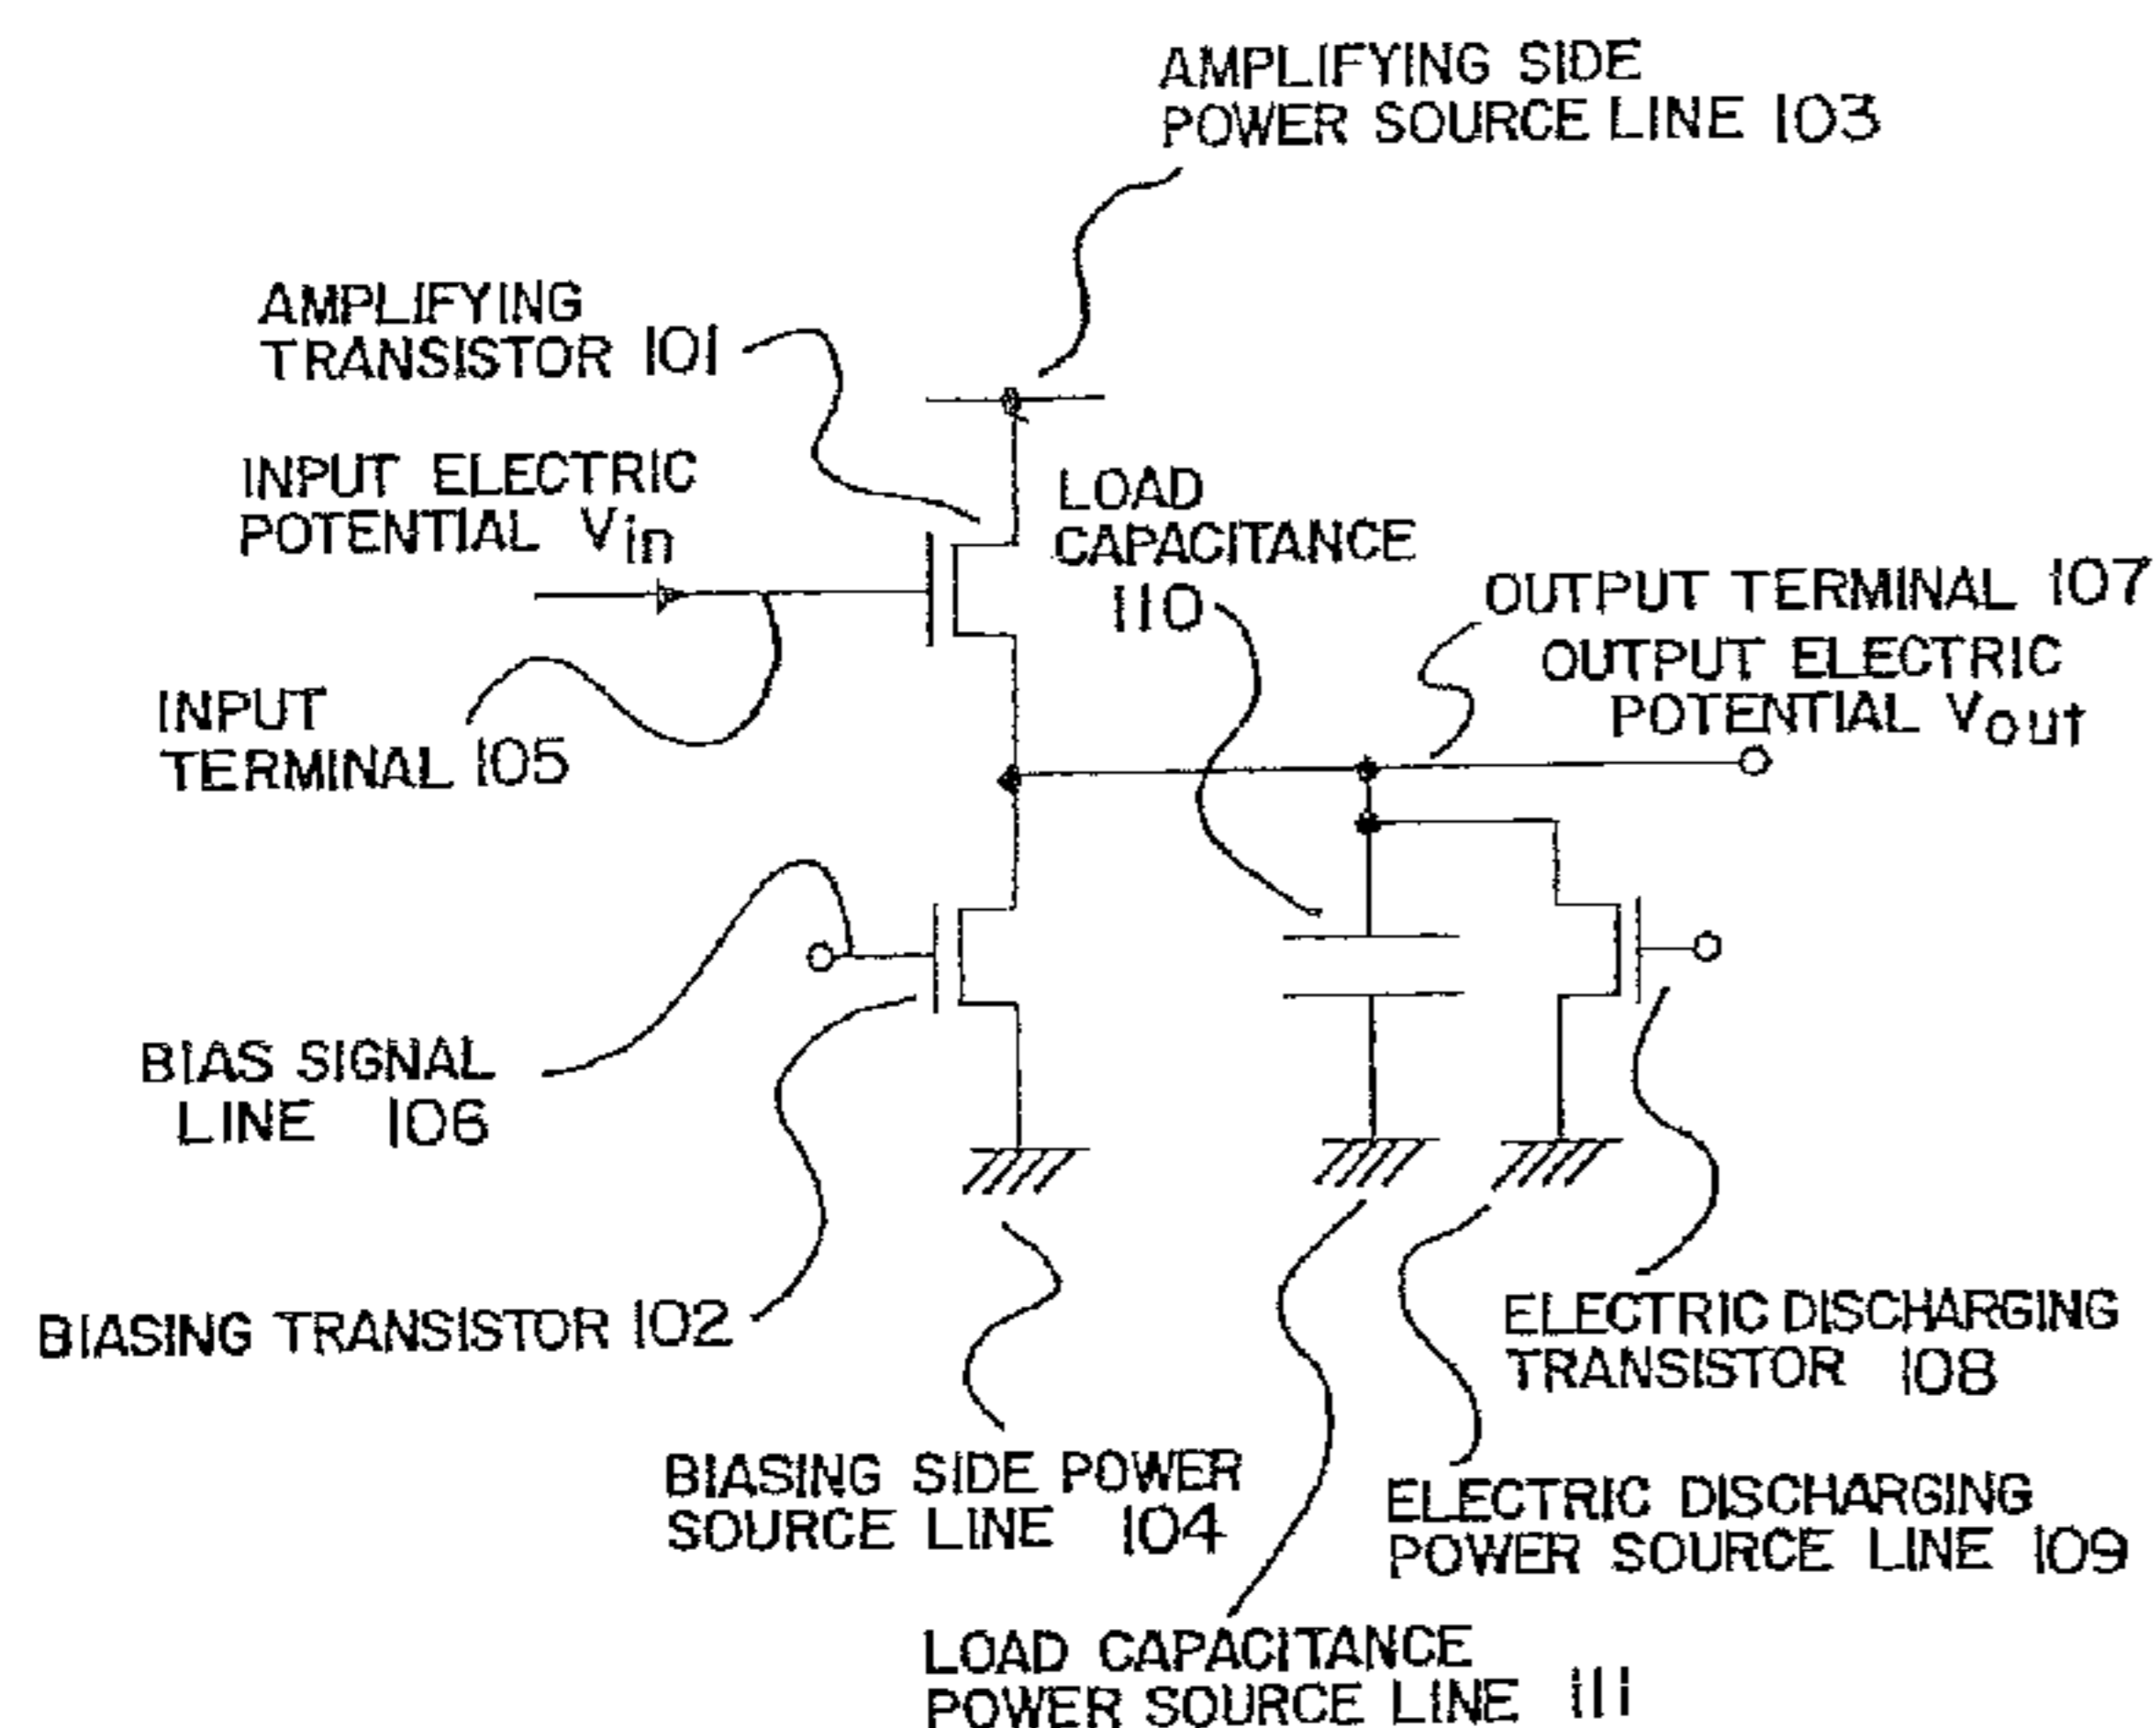 AMPLIFYING SIDE
POWER SOURCE LINE 103
AMPLIFYING
TRANSISTOR 101
INPUT ELECTRIC
POTENTIAL Vin
LOAD
CAPACITANCE
110
OUTPUT TERMINAL 107
OUTPUT ELECTRIC
POTENTIAL Vout
INPUT
TERMINAL 105
BIAS SIGNAL
LINE 106
BIASING TRANSISTOR 102
ELECTRIC DISCHARGING
TRANSISTOR 108
BIASING SIDE POWER
SOURCE LINE 104
ELECTRIC DISCHARGING
POWER SOURCE LINE 109
LOAD CAPACITANCE
POWER SOURCE LINE 111